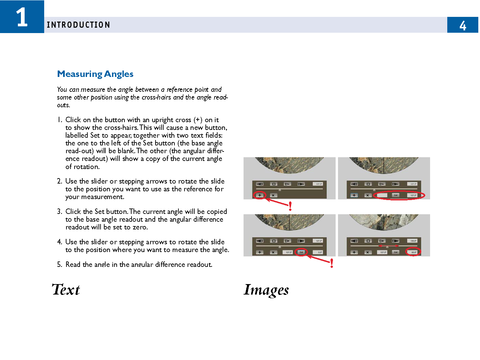 1
INTRODUCTION
4
Measuring Angles
You can measure the angle between a reference point and
some other position using the cross-hairs and the angle read-
outs.
1. Click on the button with an upright cross (+) on it
to show the cross-hairs. This will cause a new button,
labelled Set to appear, together with two text fields:
the one to the left of the Set button (the base angle
read-out) will be blank. The other (the angular differ-
ence readout) will show a copy of the current angle
of rotation.
2. Use the slider or stepping arrows to rotate the slide
to the position you want to use as the reference for
your measurement.
3. Click the Set button. The current angle will be copied
to the base angle readout and the angular difference
readout will be set to zero.
4. Use the slider or stepping arrows to rotate the slide
to the position where you want to measure the angle.
5. Read the angle in the angular difference readout.
!
!
Text
Images